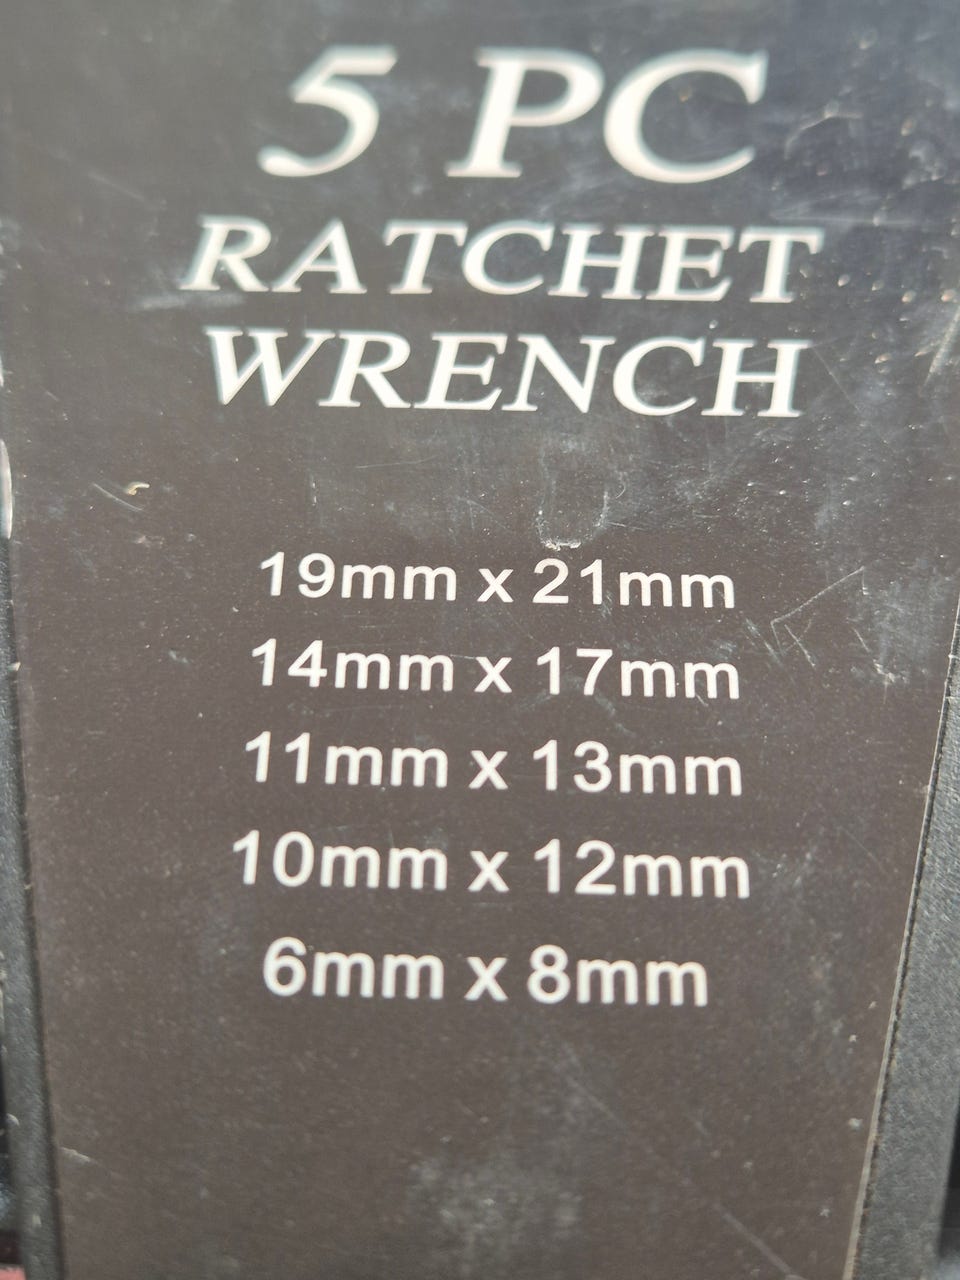 5 PC
RATCHET
WRENCH
19mm x 21mm
14mm x 17mm
11mm x 13mm
10mm x 12mm
6mm x 8mm